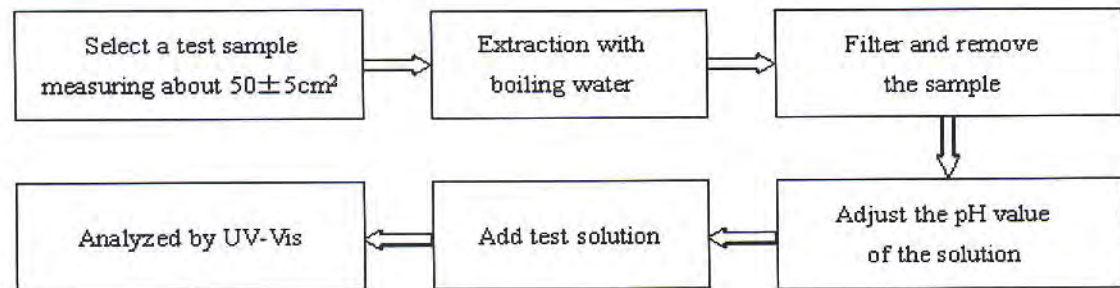 Select a test sample
measuring about 50±5cm²
Extraction with
boiling water
Filter and remove
the sample
Adjust the pH value
of the solution
Add test solution
Analyzed by UV-Vis